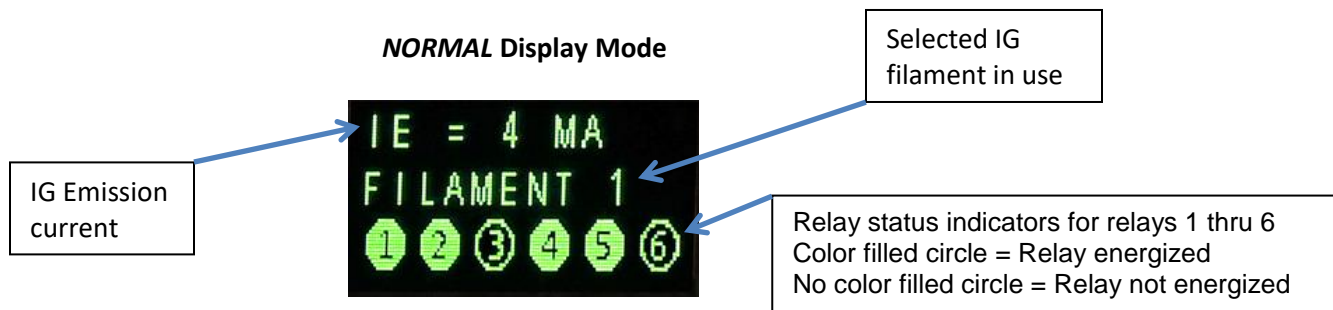 NORMAL Display Mode
Selected IG
filament in use
IE = 4 MA
FILAMENT 1
1 2 3 4 5 6
IG Emission
current
Relay status indicators for relays 1 thru 6
Color filled circle = Relay energized
No color filled circle = Relay not energized